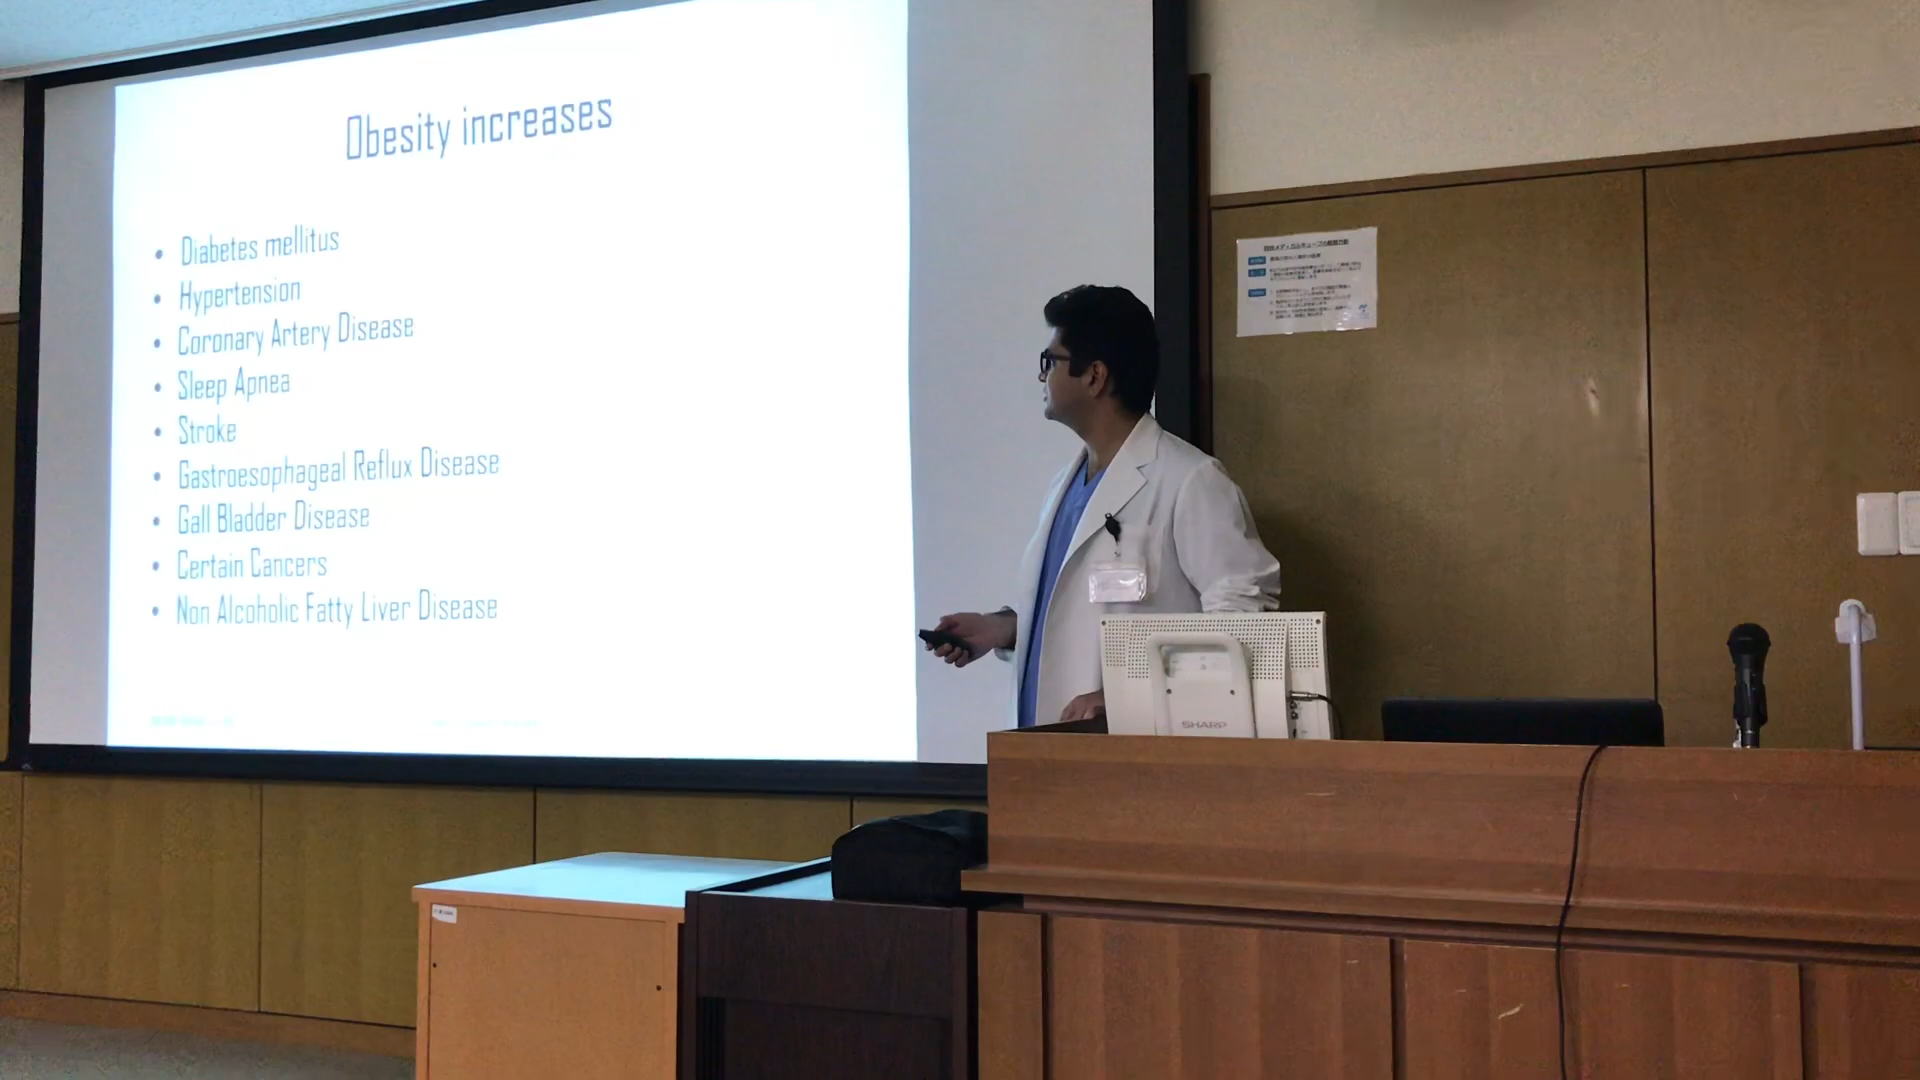 Obesity increases
• Diabetes mellitus
• Hypertension
• Coronary Artery Disease
• Sleep Apnea
• Stroke
• Gastroesophageal Reflux Disease
• Gall Bladder Disease
• Certain Cancers
• Non Alcoholic Fatty Liver Disease
SHARP